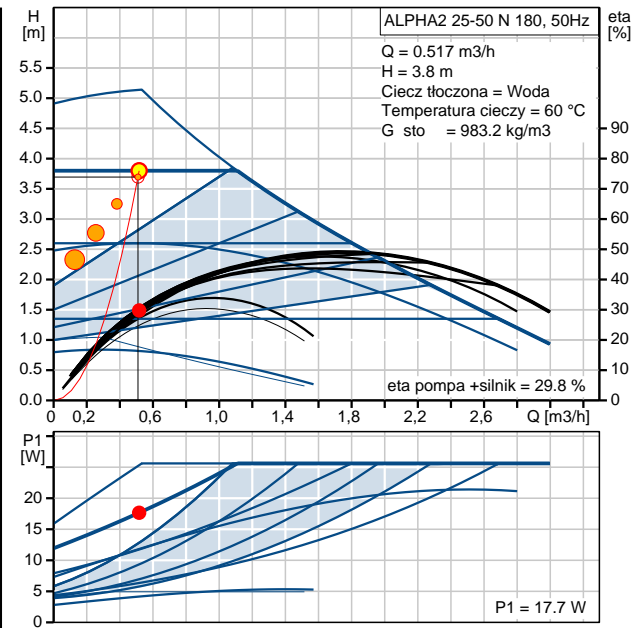 H
[m]
ALPHA2 25-50 N 180, 50Hz
eta
[%]
Q = 0.517 m3/h
H = 3.8 m
Ciecz tłoczona = Woda
Temperatura cieczy = 60 °C
G sto = 983.2 kg/m3
5.5
5.0
4.5
4.0
3.5
3.0
2.5
2.0
1.5
1.0
0.5
0.0
90
80
70
60
50
40
30
20
10
0
eta pompa +silnik = 29.8 %
0,2
0,6
1,0
1,4
1,8
2,2
2,6
Q [m3/h]
P1
[W]
20
15
10
5
0
P1 = 17.7 W